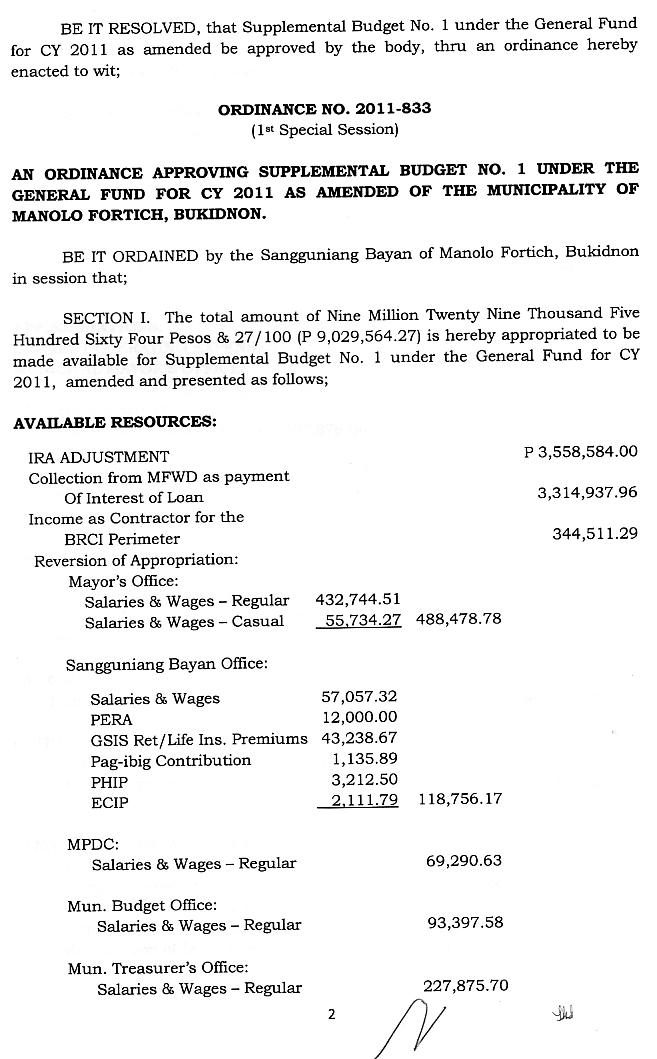 BE IT RESOLVED, that Supplemental Budget No. 1 under the General Fund
for CY 2011 as amended be approved by the body, thru an ordinance hereby
enacted to wit;
ORDINANCE NO. 2011-833
(1st Special Session)
AN ORDINANCE APPROVING SUPPLEMENTAL BUDGET NO. 1 UNDER THE
GENERAL FUND FOR CY 2011 AS AMENDED OF THE MUNICIPALITY OF
MANOLO FORTICH, BUKIDNON.
BE IT ORDAINED by the Sangguniang Bayan of Manolo Fortich, Bukidnon
in session that;
SECTION I. The total amount of Nine Million Twenty Nine Thousand Five
Hundred Sixty Four Pesos & 27/100 (P 9,029,564.27) is hereby appropriated to be
made available for Supplemental Budget No. 1 under the General Fund for CY
2011, amended and presented as follows;
AVAILABLE RESOURCES:
IRA ADJUSTMENT P 3,558,584.00
Collection from MFWD as payment
Of Interest of Loan 3,314,937.96
Income as Contractor for the
BRCI Perimeter 344,511.29
Reversion of Appropriation:
Mayor's Office:
Salaries & Wages – Regular 432,744.51
Salaries & Wages – Casual 55,734.27 488,478.78
Sangguniang Bayan Office:
Salaries & Wages 57,057.32
PERA 12,000.00
GSIS Ret/Life Ins. Premiums 43,238.67
Pag-ibig Contribution 1,135.89
PHIP 3,212.50
ECIP 2,111.79 118,756.17
MPDC:
Salaries & Wages – Regular 69,290.63
Mun. Budget Office:
Salaries & Wages – Regular 93,397.58
Mun. Treasurer's Office:
Salaries & Wages – Regular 227,875.70
2